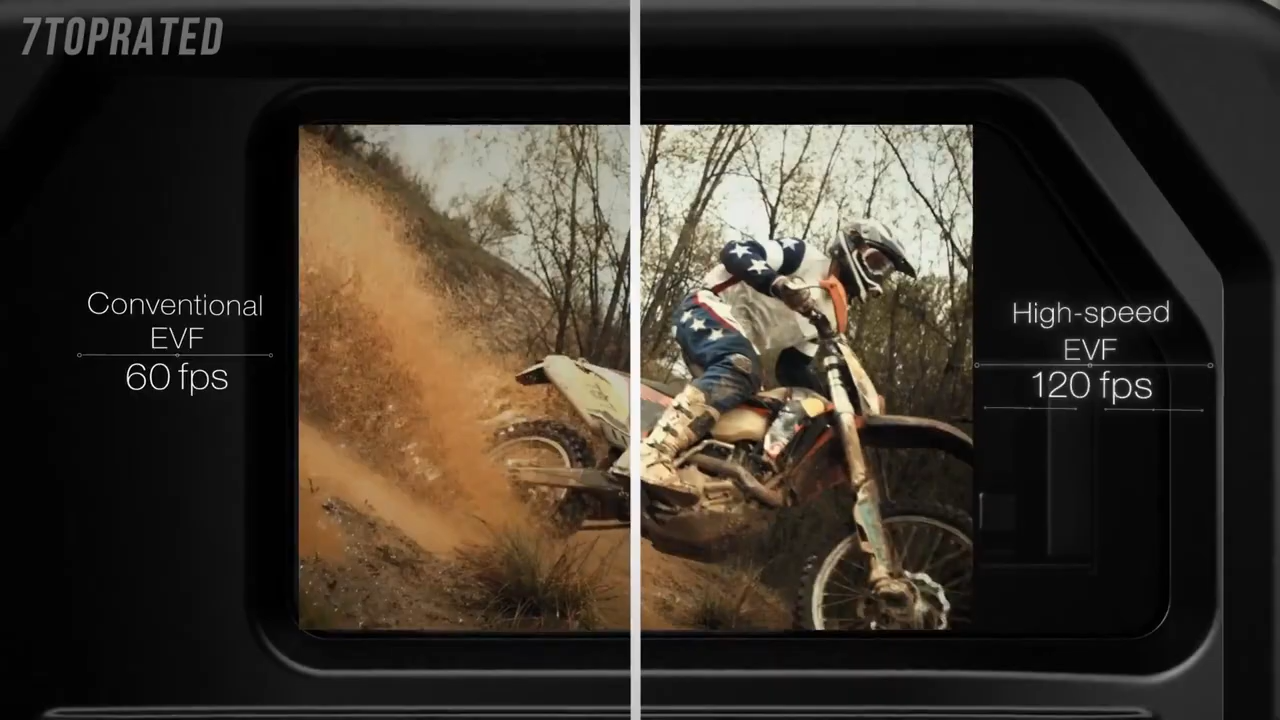 7TOPRATED
Conventional
EVF
60 fps
High-speed
EVF
120 fps